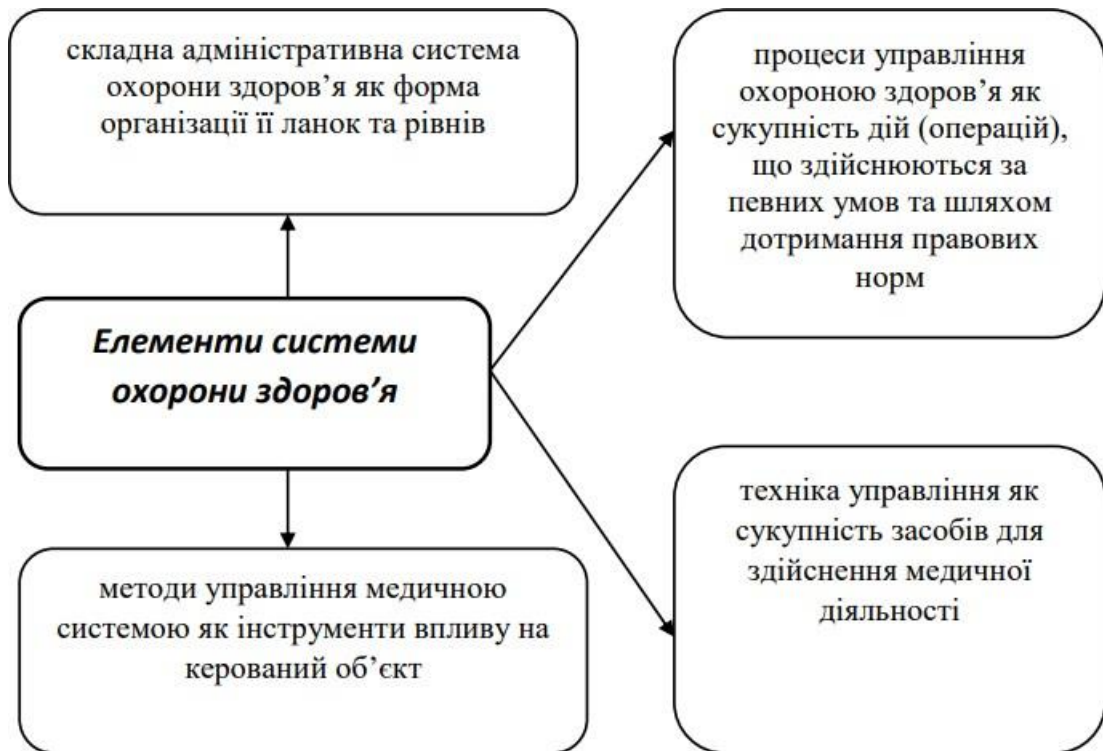 складна адміністративна система
охорони здоров’я як форма
організації її ланок та рівнів
процеси управління
охороною здоров’я як
сукупність дій (операцій),
що здійснюються за
певних умов та шляхом
дотримання правових
норм
Елементи системи
охорони здоров’я
методи управління медичною
системою як інструменти впливу на
керований об’єкт
техніка управління як
сукупність засобів для
здійснення медичної
діяльності